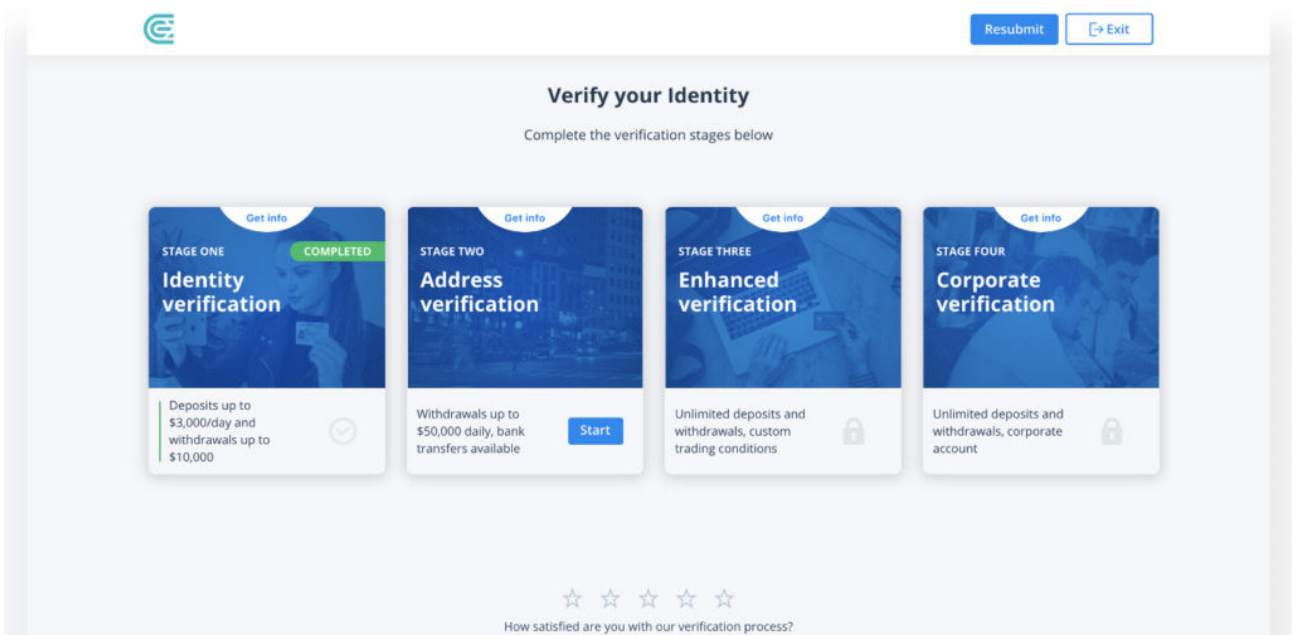 Resubmit
Exit
Verify your Identity
Complete the verification stages below
Get info
STAGE ONE
COMPLETED
Identity
verification
Deposits up to
$3,000/day and
withdrawals up to
$10,000
Get info
STAGE TWO
Address
verification
Withdrawals up to
$50,000 daily, bank
transfers available
Start
Get info
STAGE THREE
Enhanced
verification
Unlimited deposits and
withdrawals, custom
trading conditions
Get info
STAGE FOUR
Corporate
verification
Unlimited deposits and
withdrawals, corporate
account
How satisfied are you with our verification process?